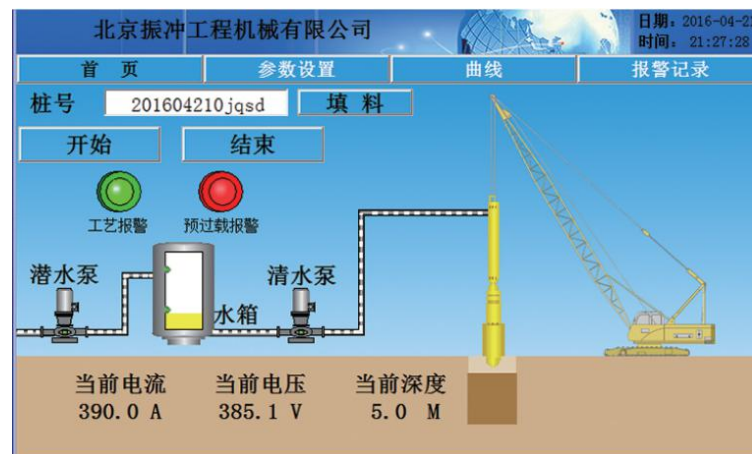 北京振冲工程机械有限公司
日期: 2016-04-22
时间: 21:27:28
首 页 参数设置 曲线 报警记录
桩号 201604210jqsd 填 料
开始 结束
工艺报警 预过载报警
潜水泵
清水泵
水箱
当前电流 当前电压 当前深度
390.0 A 385.1 V 5.0 M